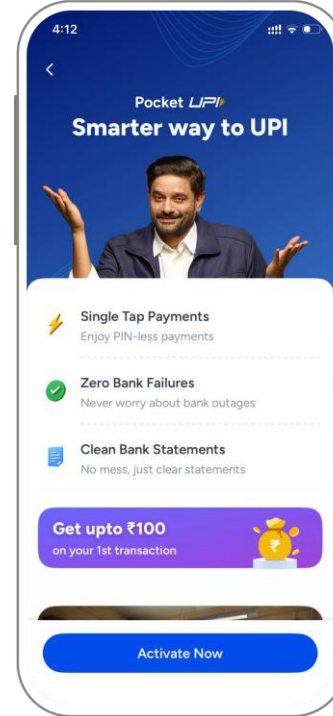 4:12
Pocket UPI
Smarter way to UPI
Single Tap Payments
Enjoy PIN-less payments
Zero Bank Failures
Never worry about bank outages
Clean Bank Statements
No mess, just clear statements
Get upto ₹100
on your 1st transaction
₹
Activate Now